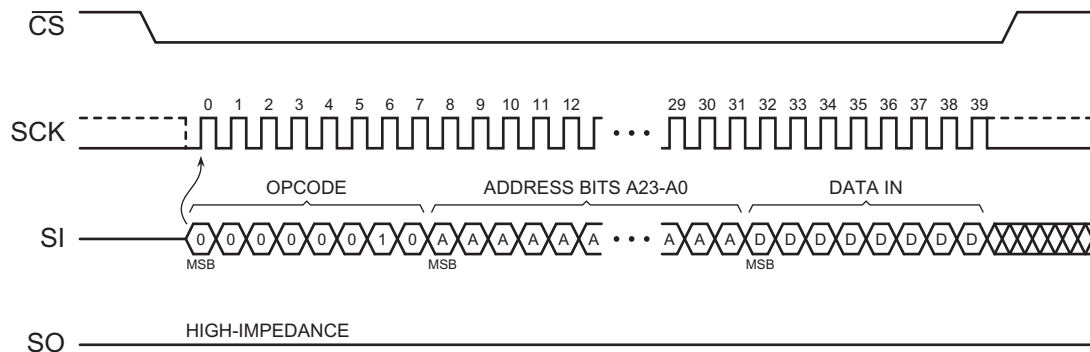 CS
0 1 2 3 4 5 6 7 8 9 10 11 12 29 30 31 32 33 34 35 36 37 38 39
SCK
OPCODE ADDRESS BITS A23-A0 DATA IN
SI 0 0 0 0 0 0 1 0 A A A A A A A A A D D D D D D D D
MSB MSB MSB
HIGH-IMPEDANCE
SO